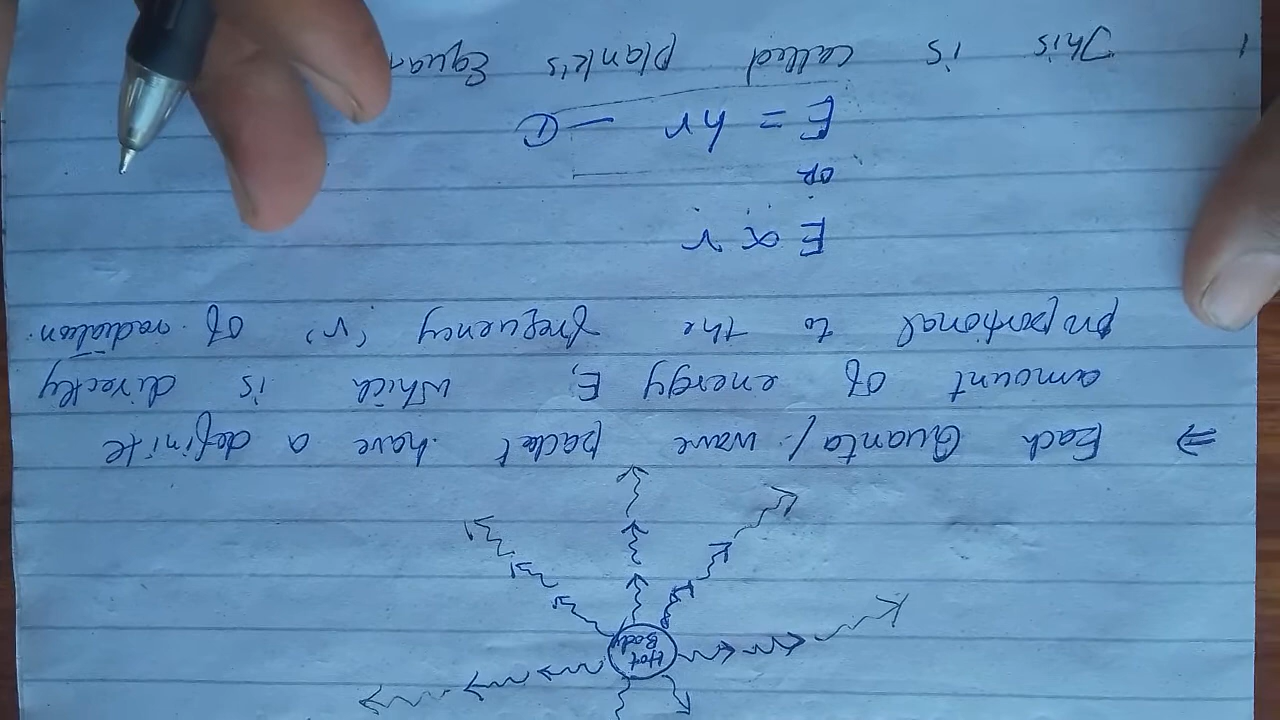 Hot
Body
⇒ Each Quanta/wave packet have a definite
amount of energy E, which is directly
proportional to the frequency (ν) of radiation.
E ∝ ν
or
E = hν — ①
This is called plank's Equa